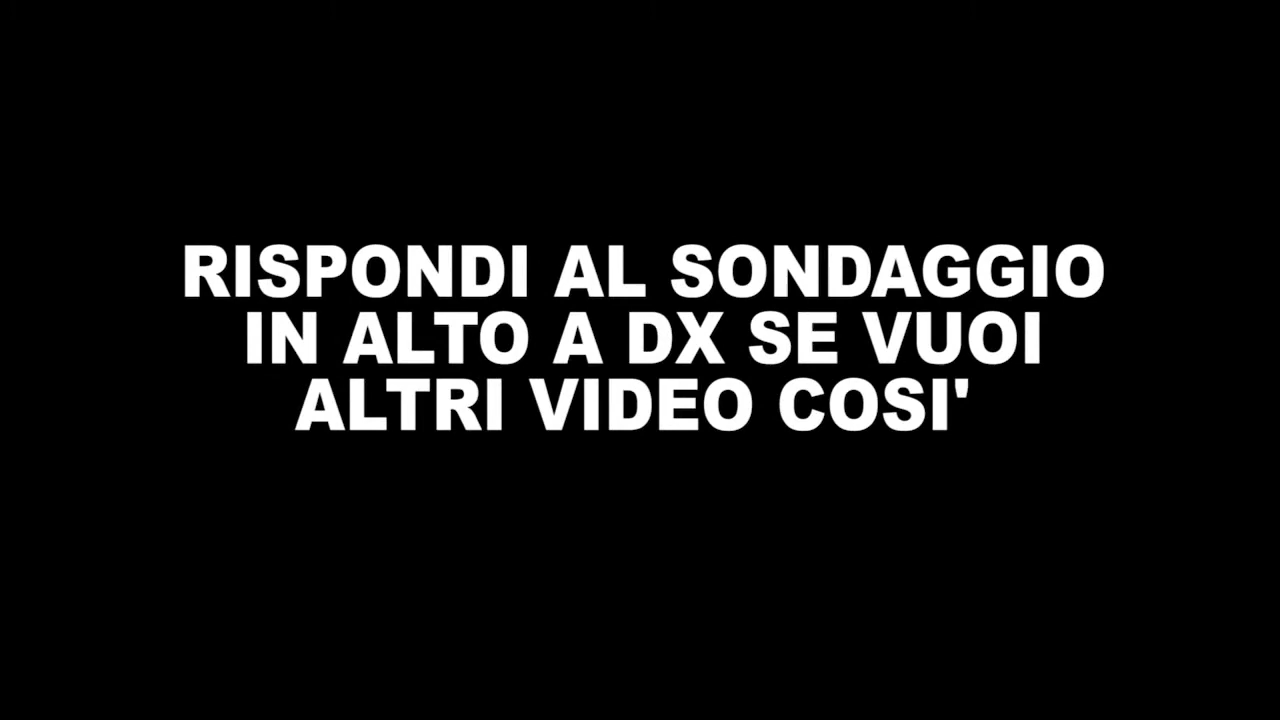 RISPONDI AL SONDAGGIO
IN ALTO A DX SE VUOI
ALTRI VIDEO COSI'